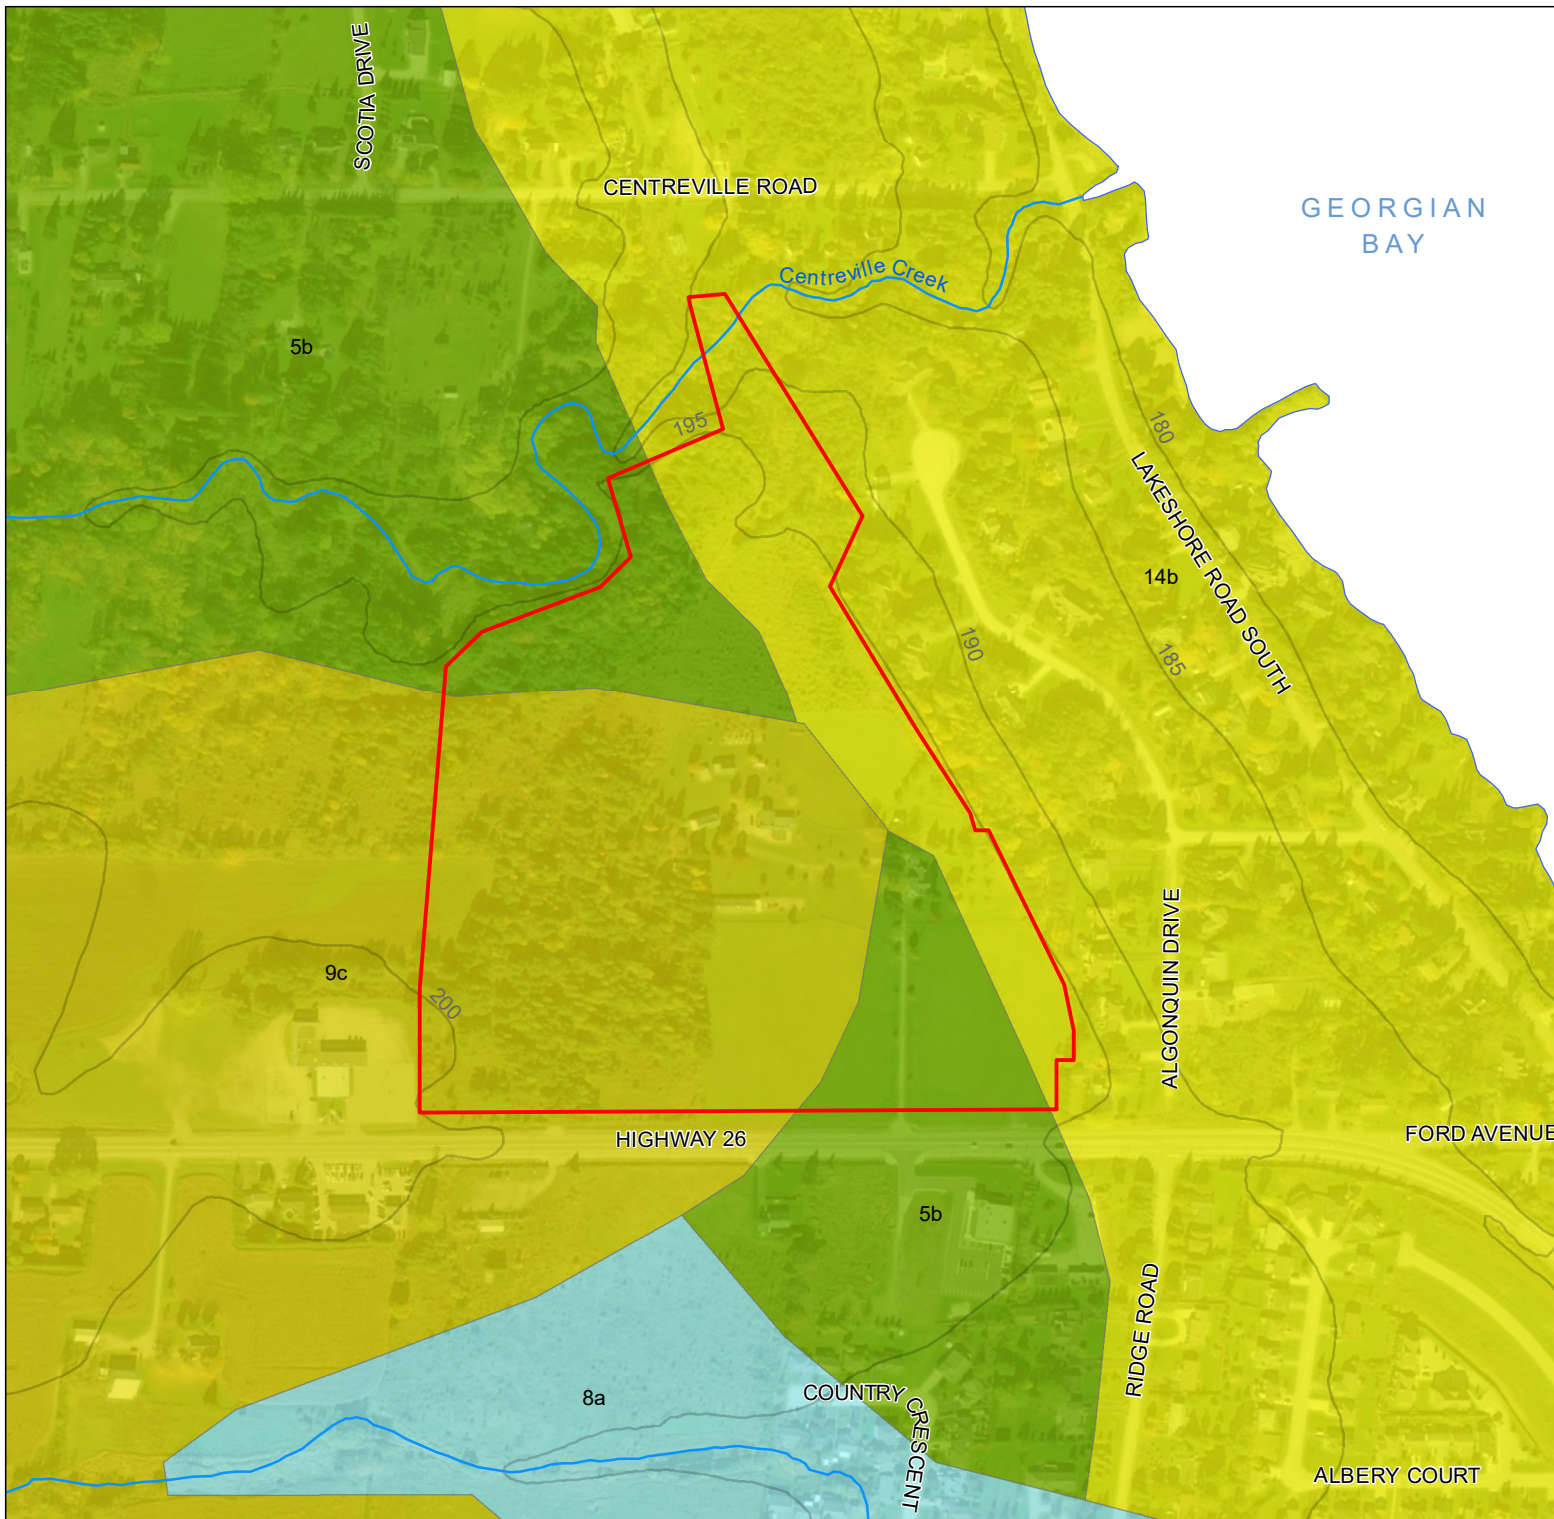 SCOTIA DRIVE
CENTREVILLE ROAD
GEORGIAN
BAY
Centreville Creek
5b
195
180
LAKESHORE ROAD SOUTH
14b
190
185
9c
200
ALGONQUIN DRIVE
HIGHWAY 26
FORD AVENUE
5b
RIDGE ROAD
8a
COUNTRY CRESCENT
ALBERY COURT